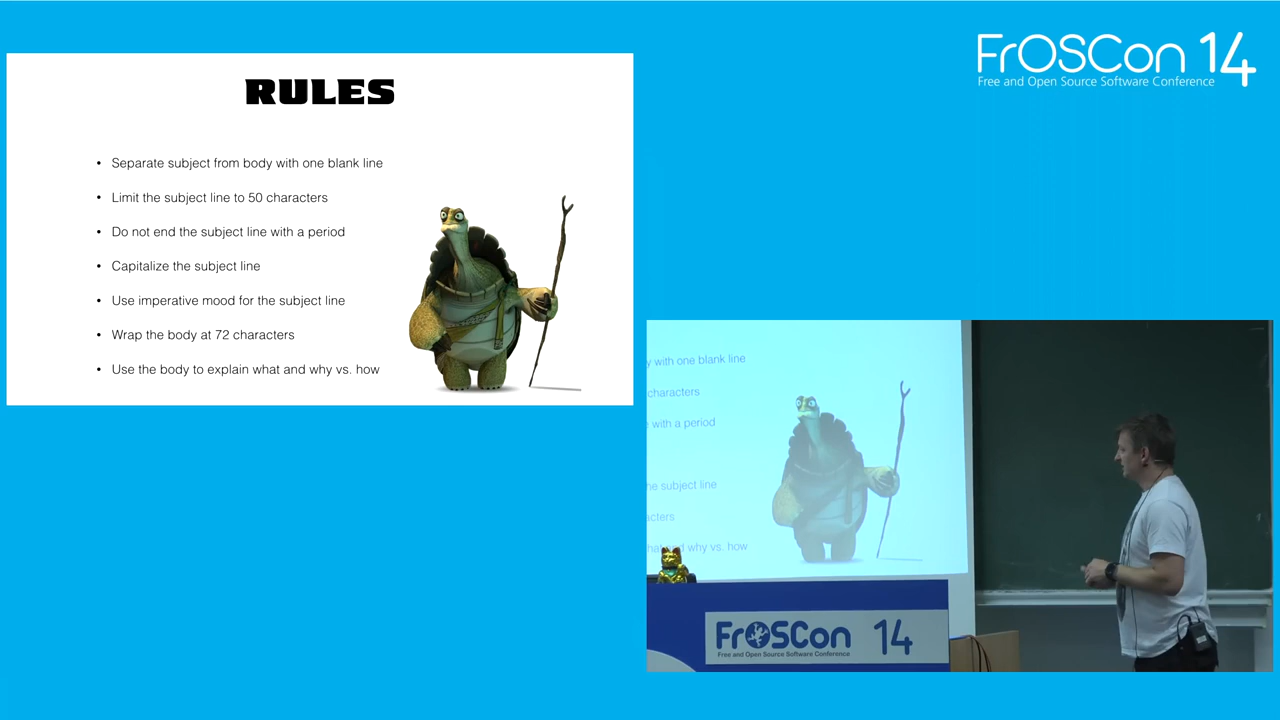 RULES
• Separate subject from body with one blank line
• Limit the subject line to 50 characters
• Do not end the subject line with a period
• Capitalize the subject line
• Use imperative mood for the subject line
• Wrap the body at 72 characters
• Use the body to explain what and why vs. how
FrOSCon 14
Free and Open Source Software Conference
y with one blank line
characters
with a period
he subject line
acters
hat and why vs. how
FrOSCon 14
Free and Open Source Software Conference